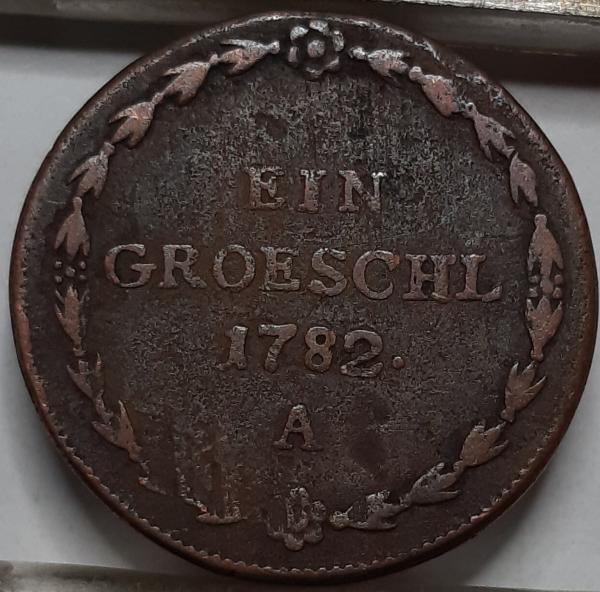 EIN
GROESCHL
1782.
A